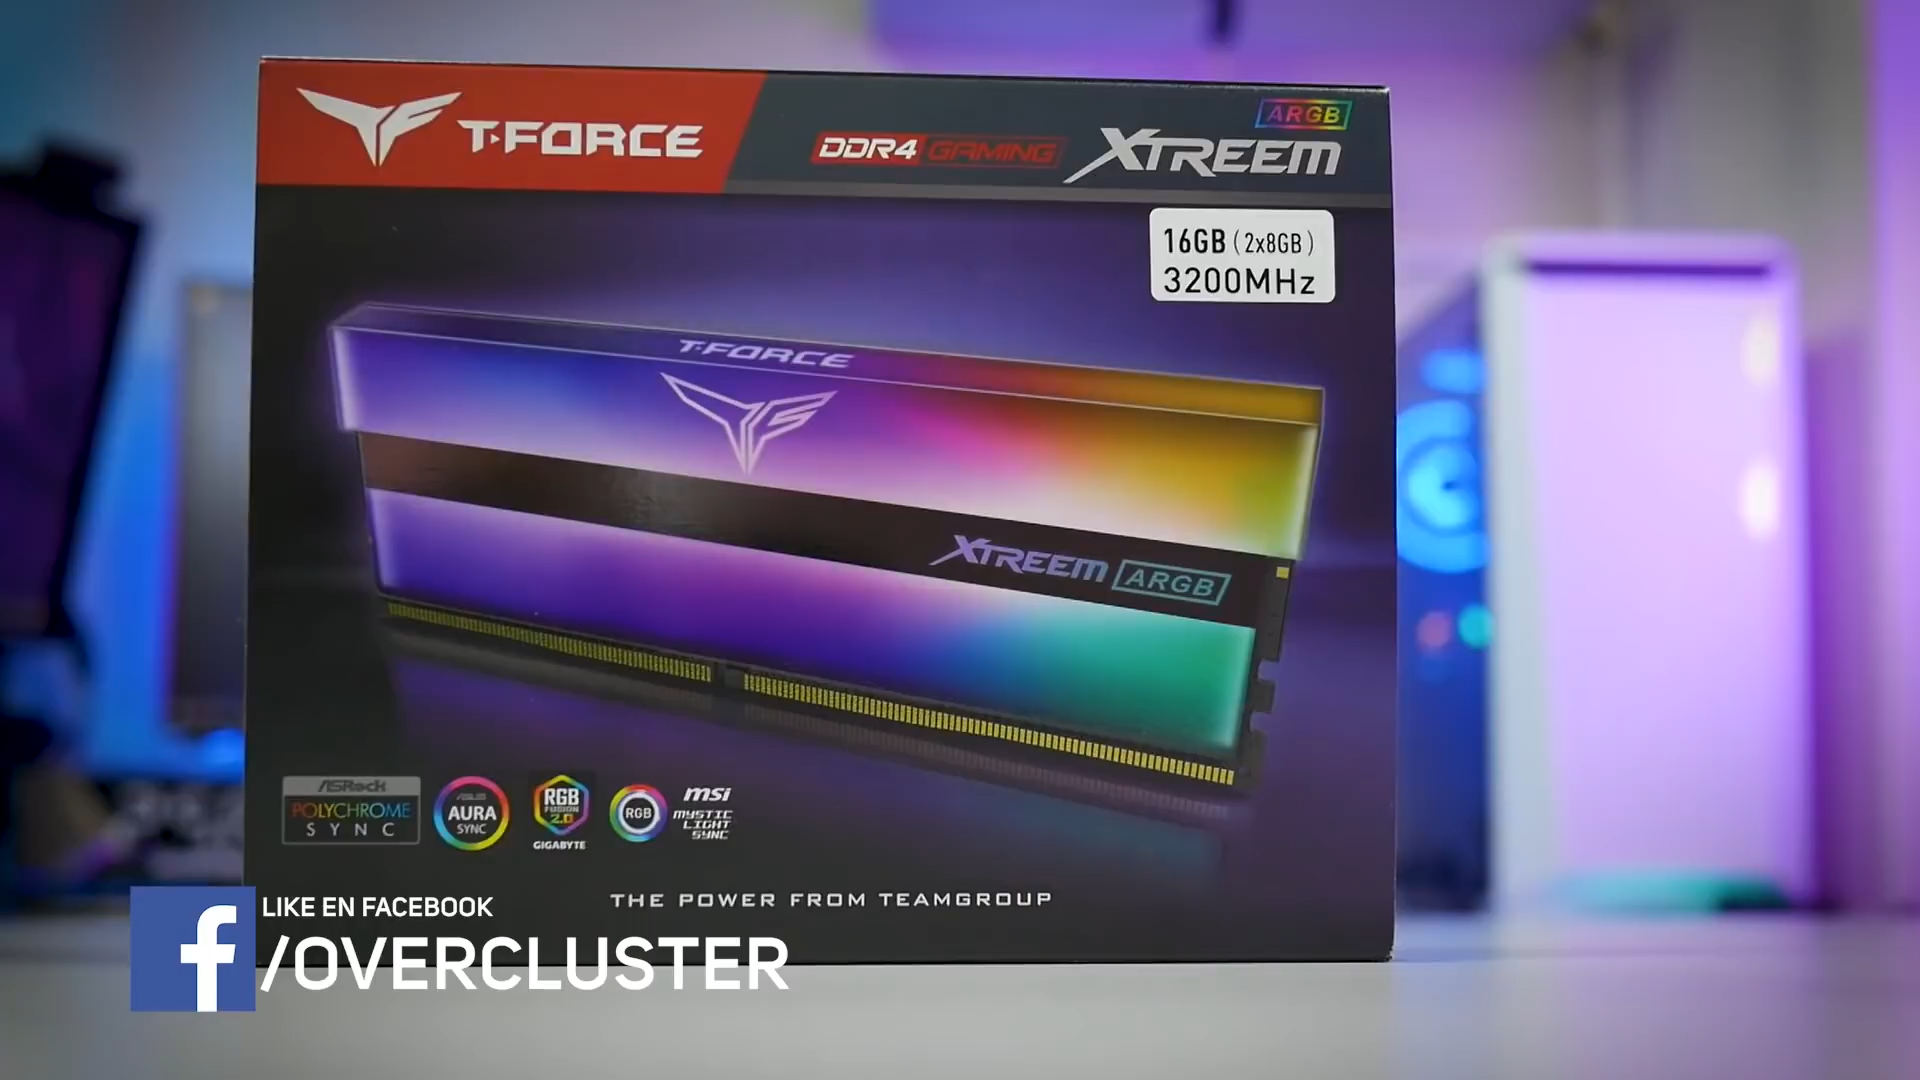 T-FORCE
DDR4 GAMING
XTREEM
ARGB
16GB (2x8GB)
3200MHz
T-FORCE
XTREEM ARGB
ASRock
POLYCHROME
SYNC
ASUS
AURA
SYNC
RGB
FUSION
2.0
GIGABYTE
RGB
msi
MYSTIC
LIGHT
SYNC
THE POWER FROM TEAMGROUP
LIKE EN FACEBOOK
f
/OVERCLUSTER